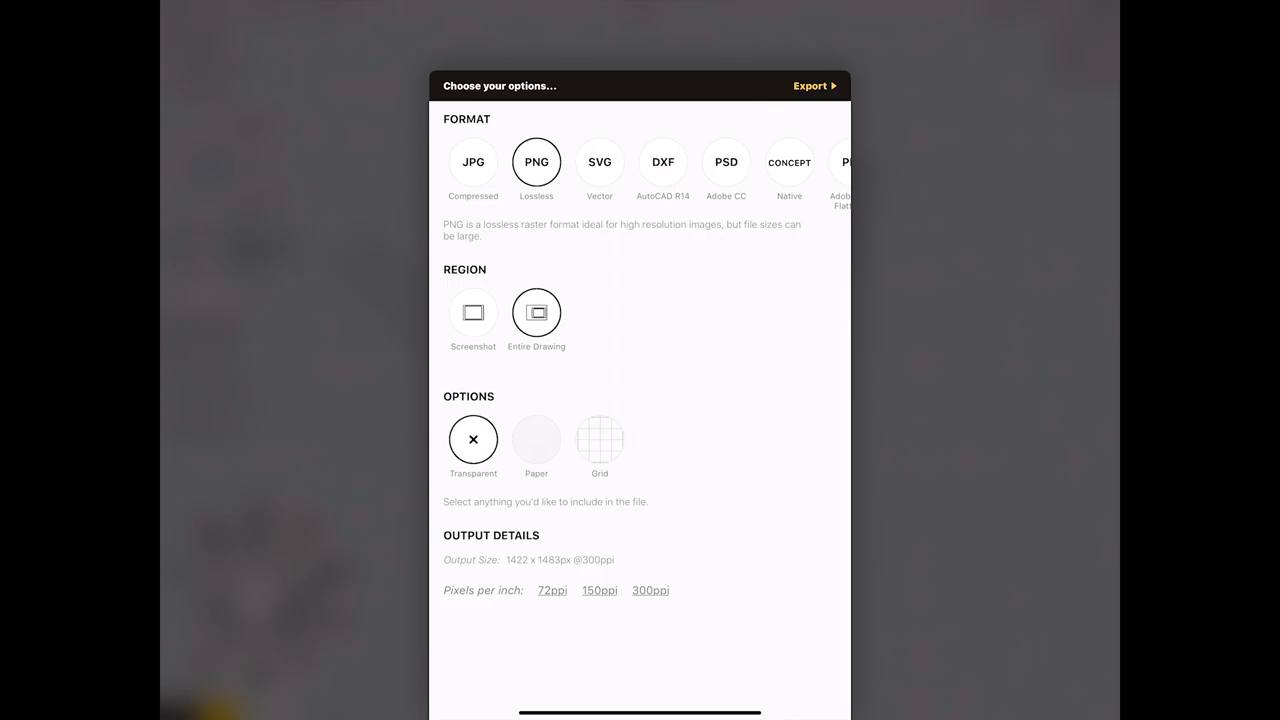 Choose your options...
Export
FORMAT
JPG PNG SVG DXF PSD CONCEPT
Compressed Lossless Vector AutoCAD R14 Adobe CC Native
PNG is a lossless raster format ideal for high resolution images, but file sizes can
be large.
REGION
Screenshot Entire Drawing
OPTIONS
Transparent Paper Grid
Select anything you'd like to include in the file.
OUTPUT DETAILS
Output Size: 1422 x 1483px @300ppi
Pixels per inch: 72ppi 150ppi 300ppi